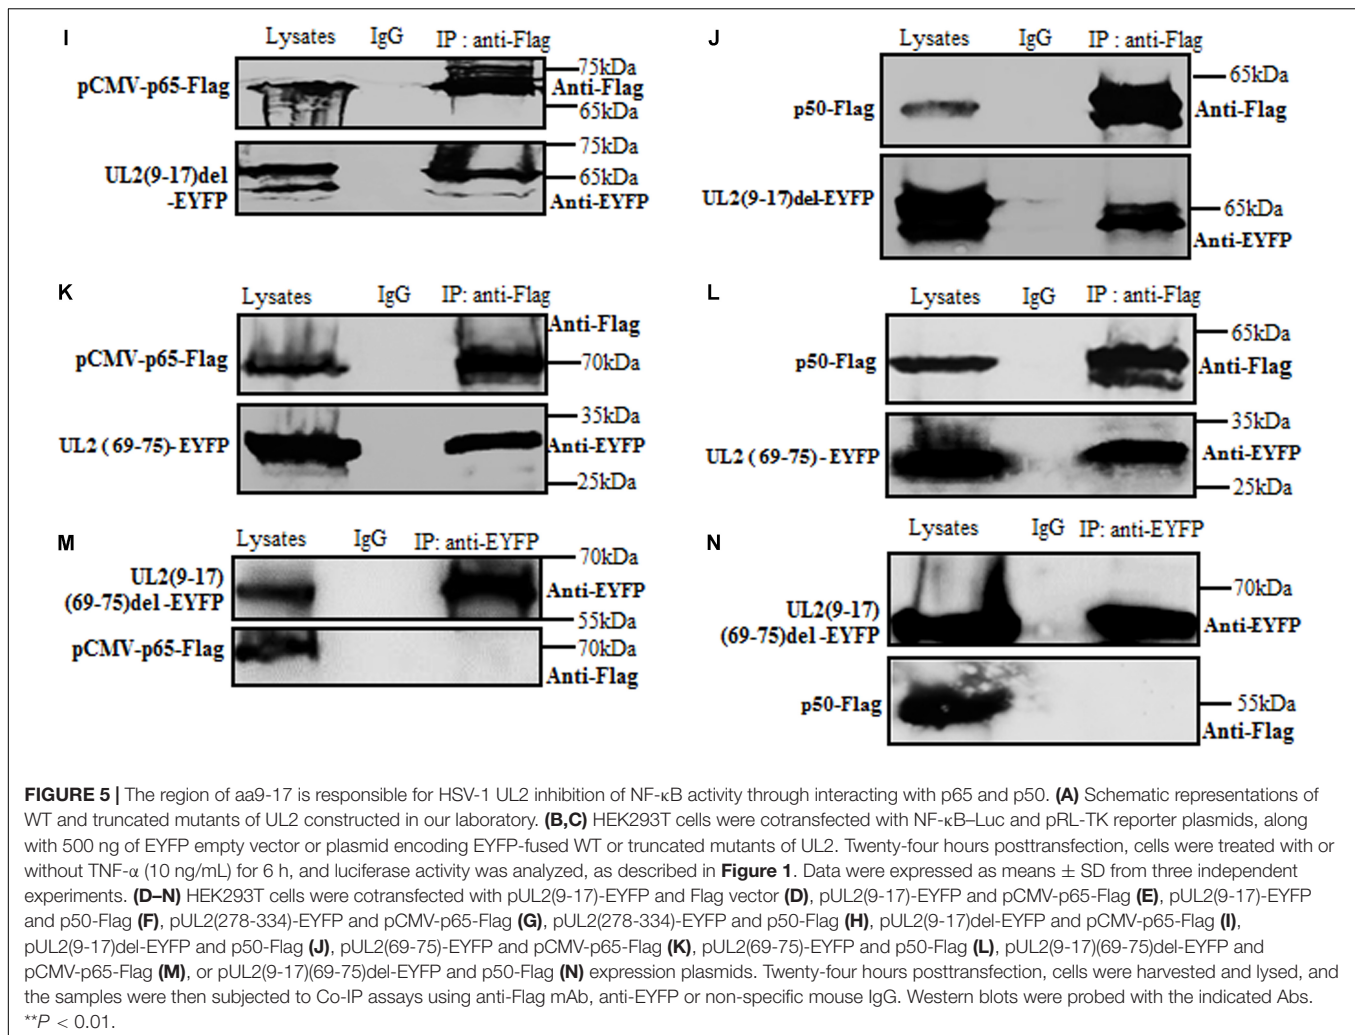 I
Lysates IgG IP : anti-Flag
pCMV-p65-Flag
75kDa
Anti-Flag
65kDa
UL2(9-17)del
-EYFP
75kDa
65kDa
Anti-EYFP
J
Lysates IgG IP : anti-Flag
p50-Flag
65kDa
Anti-Flag
UL2(9-17)del-EYFP
65kDa
Anti-EYFP
K
Lysates IgG IP: anti-Flag
pCMV-p65-Flag
Anti-Flag
70kDa
UL2 ( 69-75) - EYFP
35kDa
Anti-EYFP
25kDa
L
Lysates IgG IP : anti-Flag
p50-Flag
65kDa
Anti-Flag
UL2 ( 69-75) - EYFP
35kDa
Anti-EYFP
25kDa
M
Lysates IgG IP: anti-EYFP
UL2(9-17)
(69-75)del -EYFP
70kDa
Anti-EYFP
55kDa
pCMV-p65-Flag
70kDa
Anti-Flag
N
Lysates IgG IP: anti-EYFP
UL2(9-17)
(69-75)del -EYFP
70kDa
Anti-EYFP
p50-Flag
55kDa
Anti-Flag
FIGURE 5 | The region of aa9-17 is responsible for HSV-1 UL2 inhibition of NF-κB activity through interacting with p65 and p50. (A) Schematic representations of
WT and truncated mutants of UL2 constructed in our laboratory. (B,C) HEK293T cells were cotransfected with NF-κB–Luc and pRL-TK reporter plasmids, along
with 500 ng of EYFP empty vector or plasmid encoding EYFP-fused WT or truncated mutants of UL2. Twenty-four hours posttransfection, cells were treated with or
without TNF-α (10 ng/mL) for 6 h, and luciferase activity was analyzed, as described in Figure 1. Data were expressed as means ± SD from three independent
experiments. (D–N) HEK293T cells were cotransfected with pUL2(9-17)-EYFP and Flag vector (D), pUL2(9-17)-EYFP and pCMV-p65-Flag (E), pUL2(9-17)-EYFP
and p50-Flag (F), pUL2(278-334)-EYFP and pCMV-p65-Flag (G), pUL2(278-334)-EYFP and p50-Flag (H), pUL2(9-17)del-EYFP and pCMV-p65-Flag (I),
pUL2(9-17)del-EYFP and p50-Flag (J), pUL2(69-75)-EYFP and pCMV-p65-Flag (K), pUL2(69-75)-EYFP and p50-Flag (L), pUL2(9-17)(69-75)del-EYFP and
pCMV-p65-Flag (M), or pUL2(9-17)(69-75)del-EYFP and p50-Flag (N) expression plasmids. Twenty-four hours posttransfection, cells were harvested and lysed, and
the samples were then subjected to Co-IP assays using anti-Flag mAb, anti-EYFP or non-specific mouse IgG. Western blots were probed with the indicated Abs.
**P < 0.01.